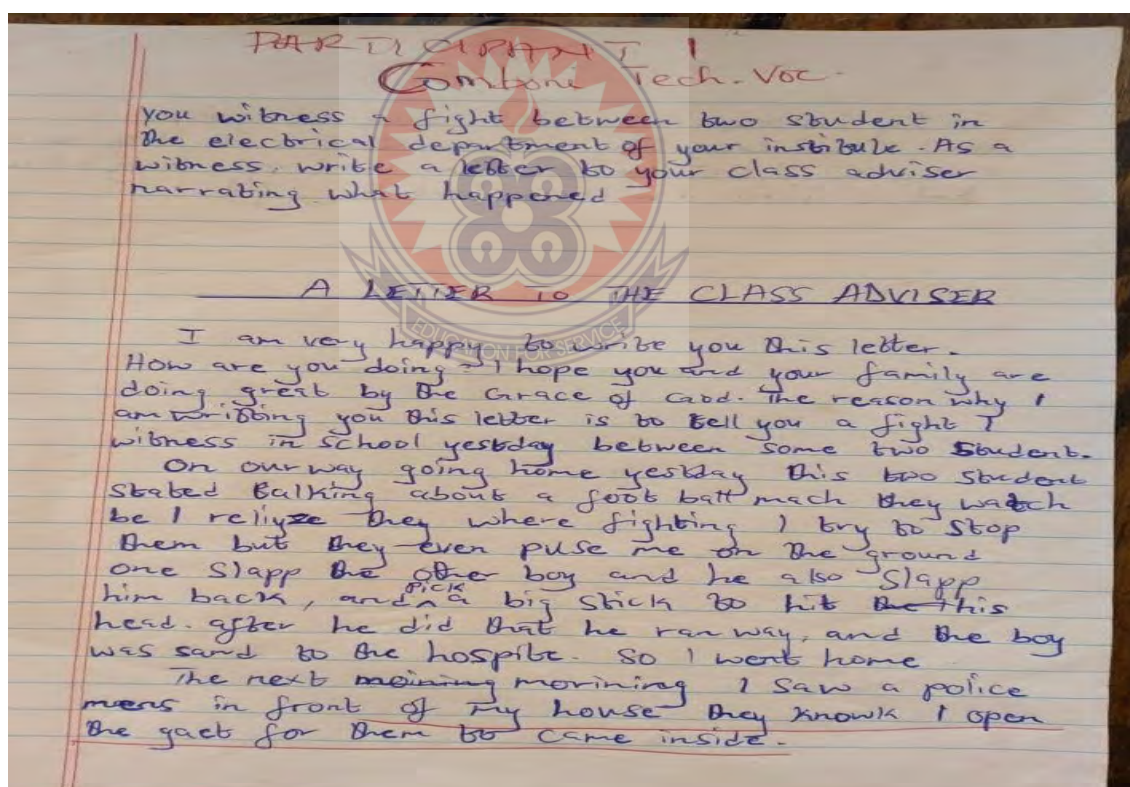 PARTICIPANT 1
Comboni Tech. Voc.
you witness a fight between two student in
the electrical department of your institute. As a
witness, write a letter to your class adviser
narrating what happened
A LETTER TO THE CLASS ADVISER
I am very happy to write you this letter.
How are you doing - I hope you and your family are
doing great by the Grace of God. The reason why I
am writting you this letter is to tell you a fight I
witness in school yestday between some two student.
On our way going home yestday this two student
stated talking about a foot ball mach they watch
be I reliyze they where fighting I try to stop
them but they even puse me on the ground
one slapp the other boy and he also slapp
him back, and pick a big stick to hit the this
head. after he did that he ran way, and the boy
was sand to the hospite. So I went home
The next moining morining I saw a police
mens in front of my house they knowk I open
the gaet for them to came inside.
EDUCATION FOR SERVICE